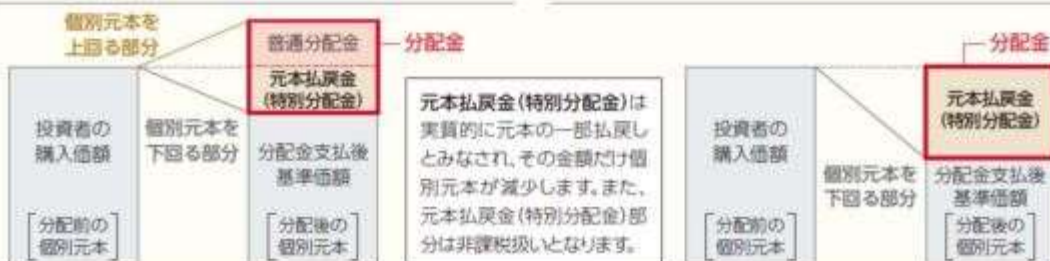 個別元本を
上回る部分
普通分配金
分配金
元本払戻金
(特別分配金)
投資者の
購入価額
個別元本を
下回る部分
分配金支払後
基準価額
分配前の
個別元本
分配後の
個別元本
元本払戻金(特別分配金)は
実質的に元本の一部払戻し
とみなされ、その金額だけ個
別元本が減少します。また、
元本払戻金(特別分配金)部
分は非課税扱いとなります。
分配金
元本払戻金
(特別分配金)
投資者の
購入価額
個別元本を
下回る部分
分配金支払後
基準価額
分配前の
個別元本
分配後の
個別元本